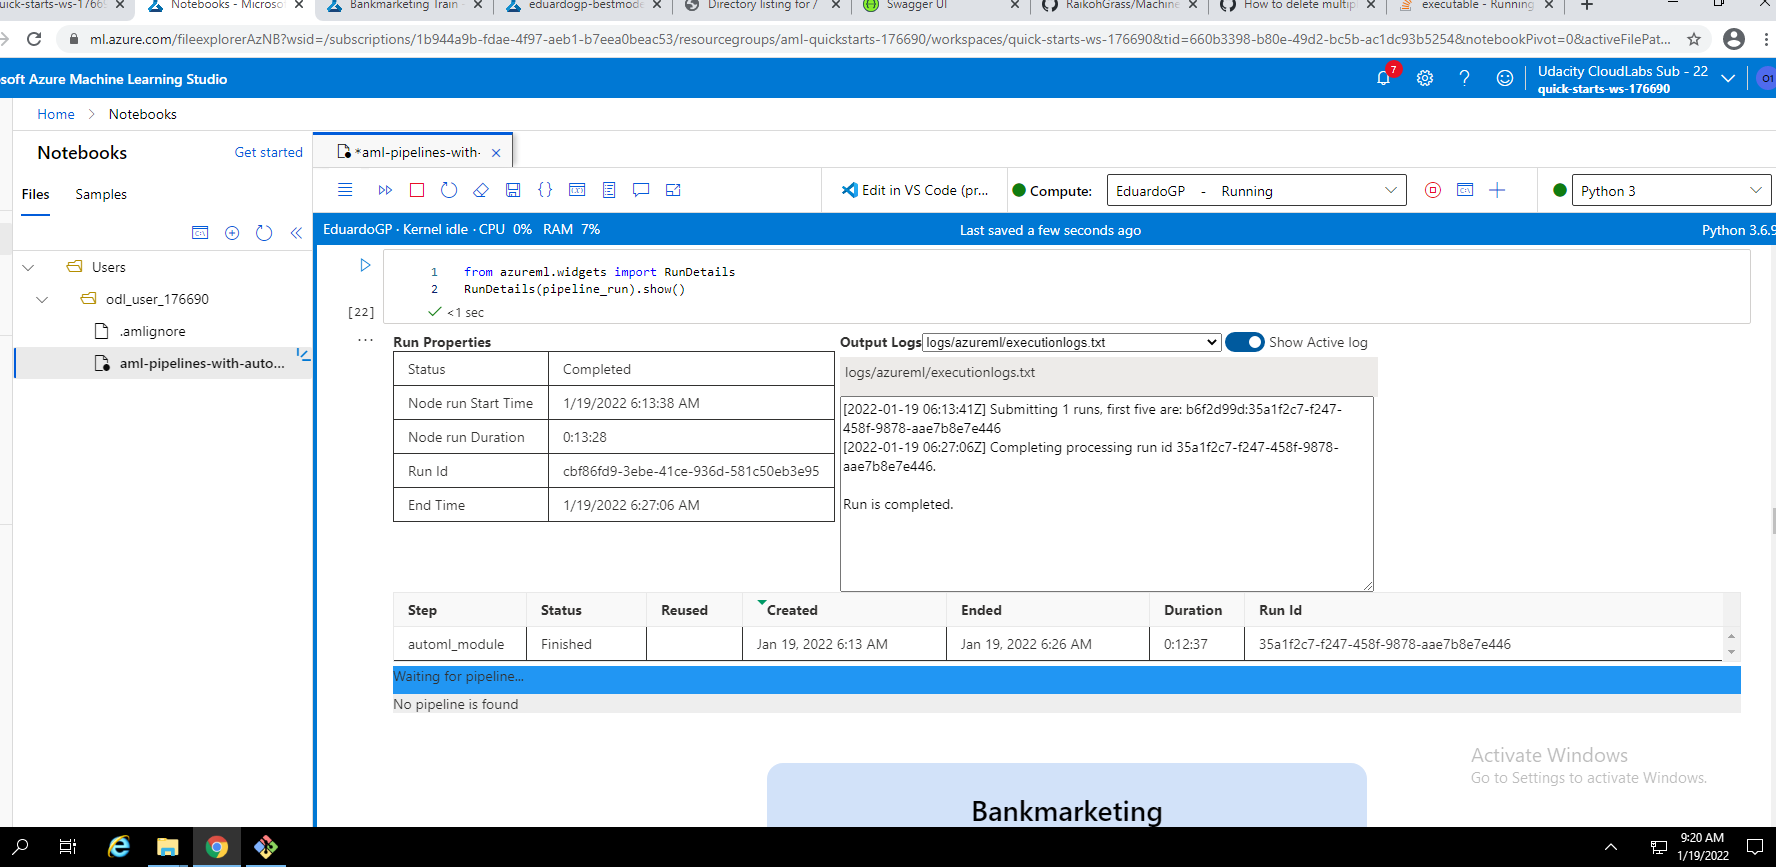 uick-starts-ws-1766
Notebooks - Microso
Bankmarketing Train -
eduardogp-bestmode
Directory listing for /
Swagger UI
RaikohGrass/Machine
How to delete multip
executable - Running
ml.azure.com/fileexplorerAzNB?wsid=/subscriptions/1b944a9b-fdae-4f97-aeb1-b7eea0beac53/resourcegroups/aml-quickstarts-176690/workspaces/quick-starts-ws-176690&tid=660b3398-b80e-49d2-bc5b-ac1dc93b5254&notebookPivot=0&activeFilePat...
soft Azure Machine Learning Studio
7
Udacity CloudLabs Sub - 22
quick-starts-ws-176690
O1
Home > Notebooks
Notebooks
Get started
*aml-pipelines-with-
Files
Samples
Edit in VS Code (pr...
Compute:
EduardoGP - Running
Python 3
EduardoGP · Kernel idle · CPU 0% RAM 7%
Last saved a few seconds ago
Python 3.6.9
Users
odl_user_176690
.amlignore
aml-pipelines-with-auto...
1 from azureml.widgets import RunDetails
2 RunDetails(pipeline_run).show()
[22]
<1 sec
...
Run Properties
Status Completed
Node run Start Time 1/19/2022 6:13:38 AM
Node run Duration 0:13:28
Run Id cbf86fd9-3ebe-41ce-936d-581c50eb3e95
End Time 1/19/2022 6:27:06 AM
Output Logs logs/azureml/executionlogs.txt Show Active log
logs/azureml/executionlogs.txt
[2022-01-19 06:13:41Z] Submitting 1 runs, first five are: b6f2d99d:35a1f2c7-f247-
458f-9878-aae7b8e7e446
[2022-01-19 06:27:06Z] Completing processing run id 35a1f2c7-f247-458f-9878-
aae7b8e7e446.
Run is completed.
Step Status Reused Created Ended Duration Run Id
automl_module Finished Jan 19, 2022 6:13 AM Jan 19, 2022 6:26 AM 0:12:37 35a1f2c7-f247-458f-9878-aae7b8e7e446
Waiting for pipeline...
No pipeline is found
Bankmarketing
Activate Windows
Go to Settings to activate Windows.
9:20 AM
1/19/2022